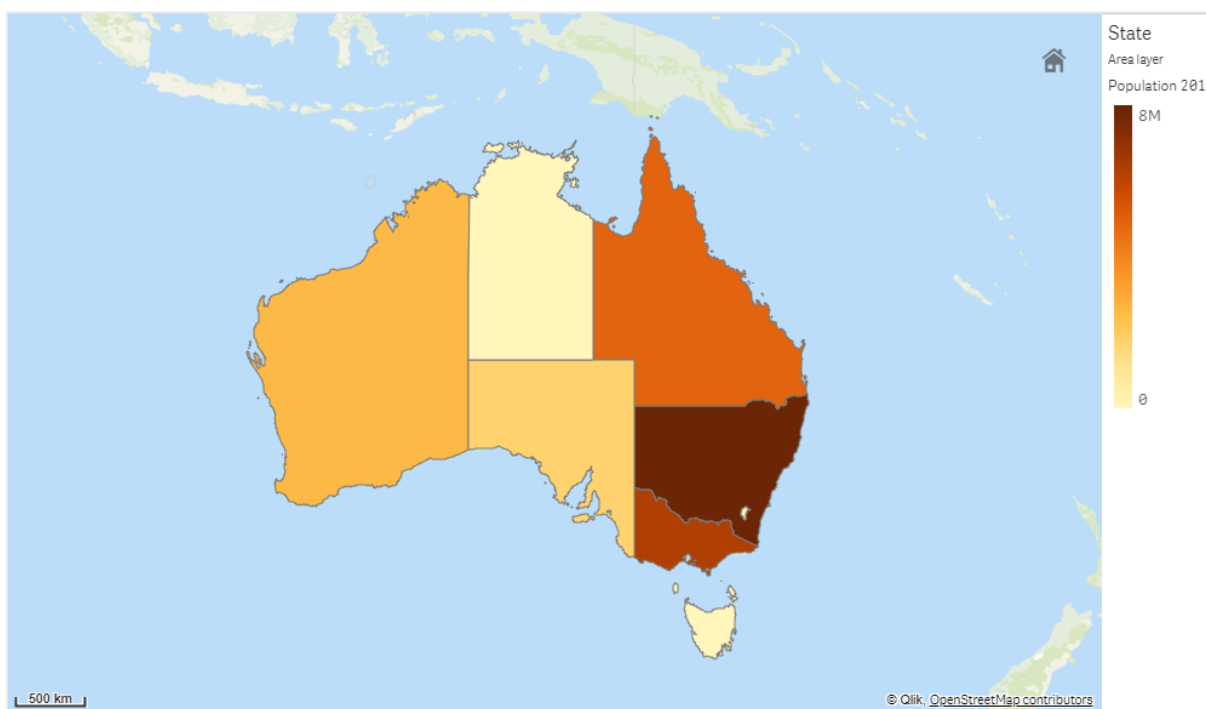 State
Area layer
Population 201
8M
0
500 km
© Qlik, OpenStreetMap contributors